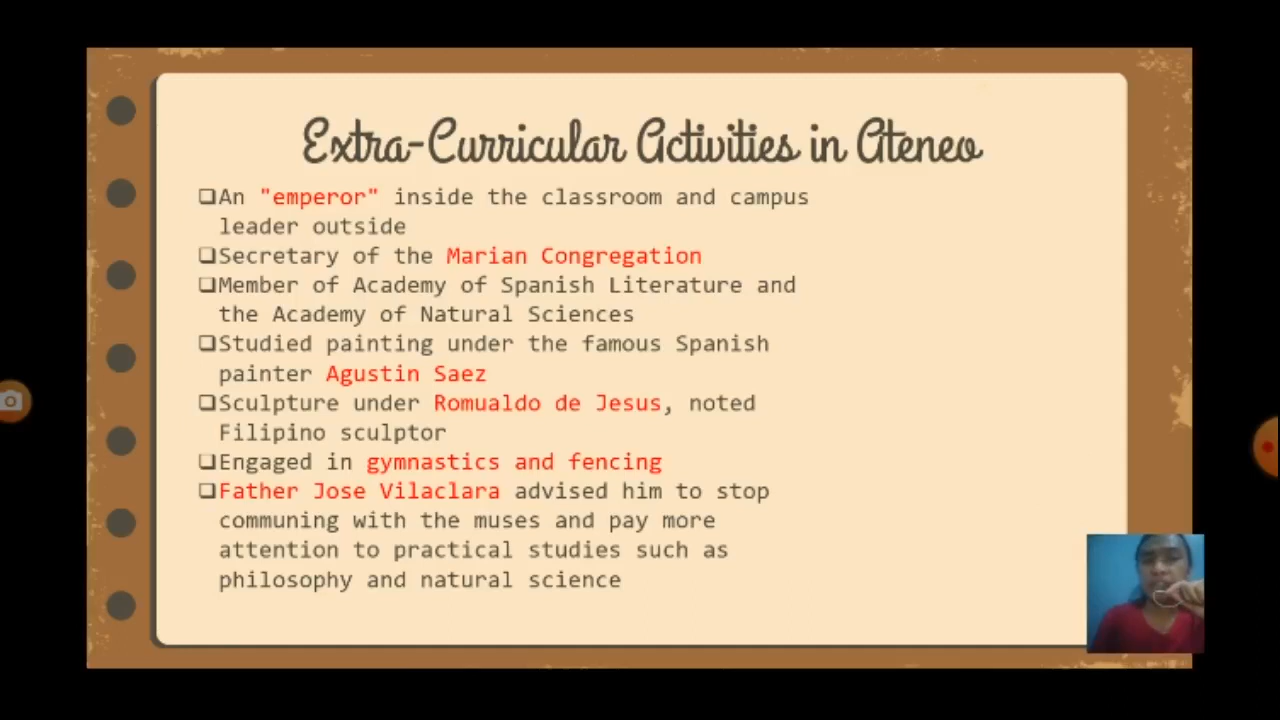 Extra-Curricular Activities in Ateneo
❑An "emperor" inside the classroom and campus
leader outside
❑Secretary of the Marian Congregation
❑Member of Academy of Spanish Literature and
the Academy of Natural Sciences
❑Studied painting under the famous Spanish
painter Agustin Saez
❑Sculpture under Romualdo de Jesus, noted
Filipino sculptor
❑Engaged in gymnastics and fencing
❑Father Jose Vilaclara advised him to stop
communing with the muses and pay more
attention to practical studies such as
philosophy and natural science